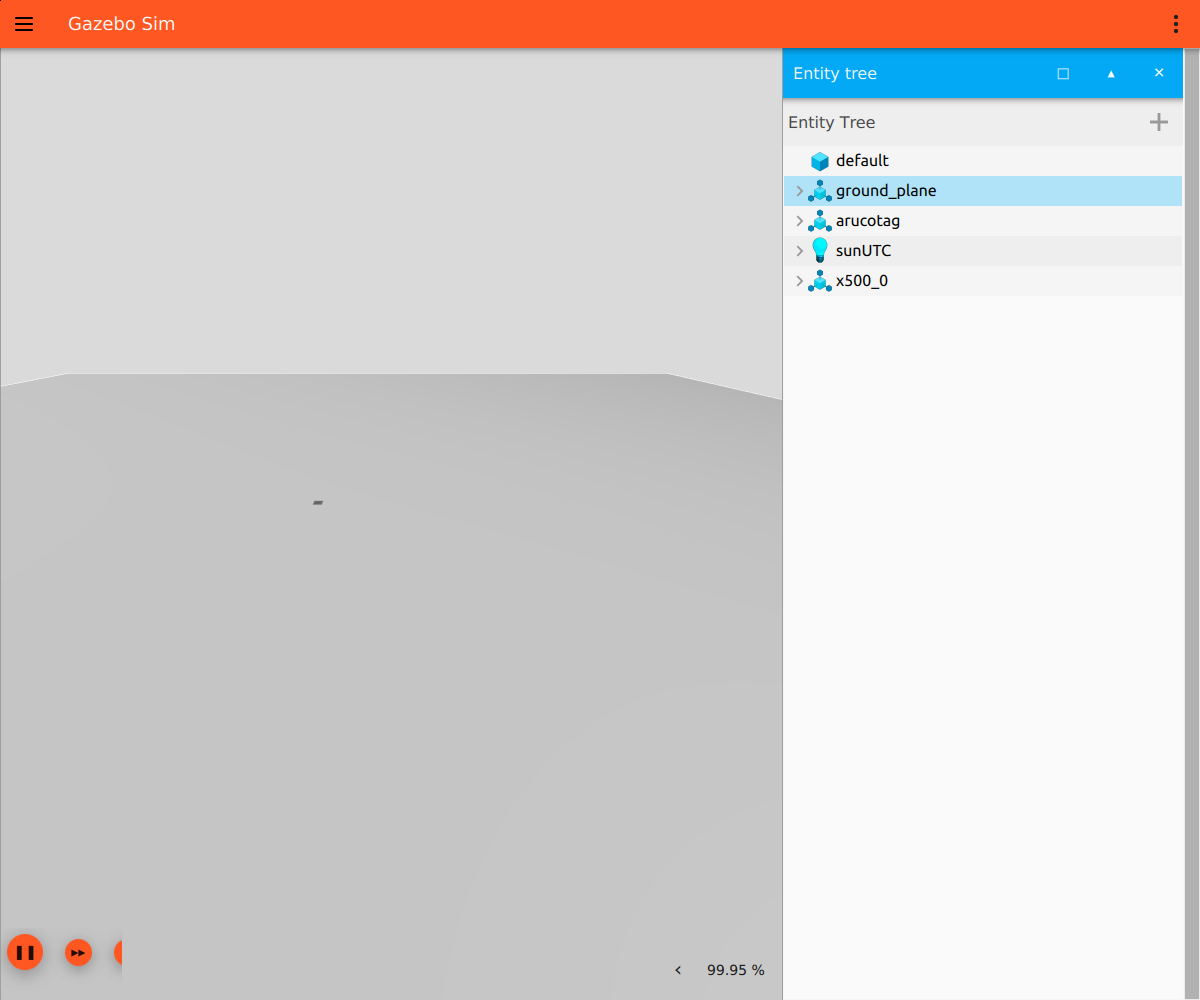 Gazebo Sim
Entity tree
Entity Tree
default
ground_plane
arucotag
sunUTC
x500_0
99.95 %